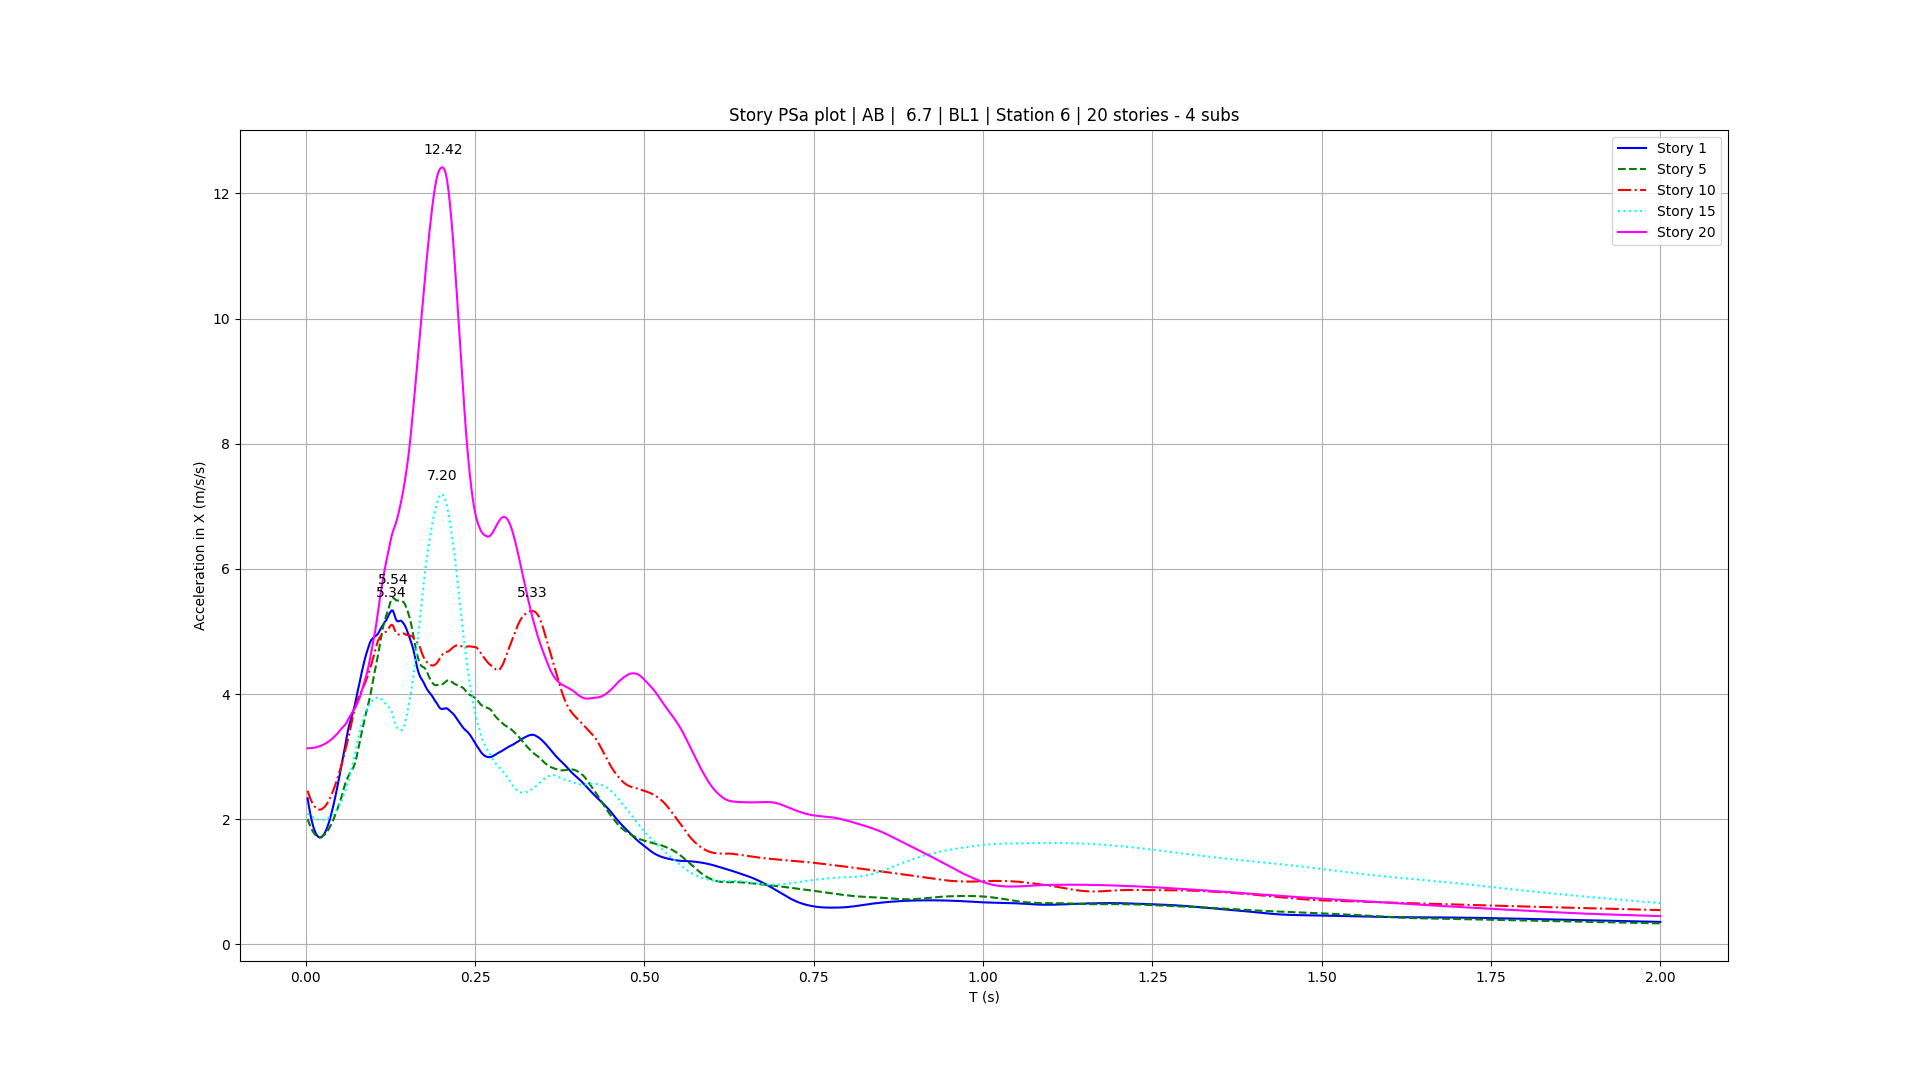 Story PSa plot | AB |  6.7 | BL1 | Station 6 | 20 stories - 4 subs
12.42
7.20
5.54
5.34
5.33
Story 1
Story 5
Story 10
Story 15
Story 20
Acceleration in X (m/s/s)
12
10
8
6
4
2
0
0.00 0.25 0.50 0.75 1.00 1.25 1.50 1.75 2.00
T (s)